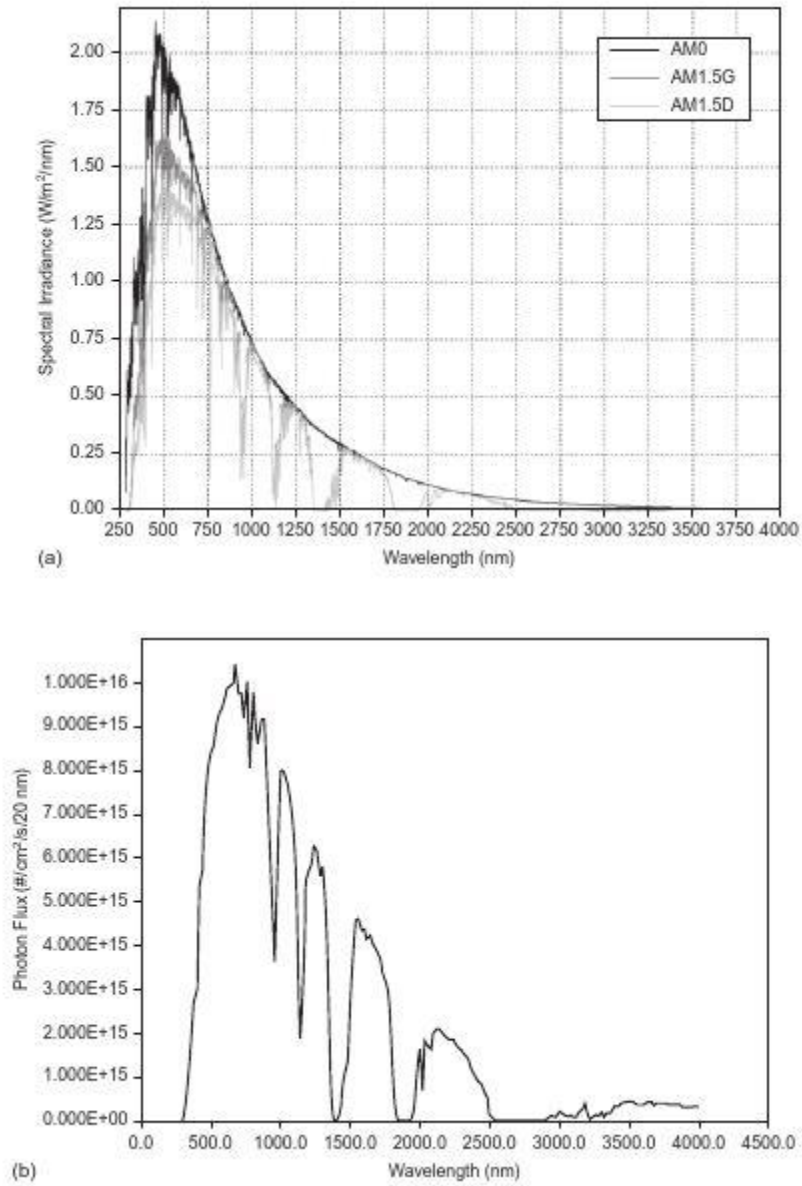 2.00
1.75
1.50
1.25
1.00
0.75
0.50
0.25
0.00
Spectral Irradiance (W/m²/nm)
AM0
AM1.5G
AM1.5D
250 500 750 1000 1250 1500 1750 2000 2250 2500 2750 3000 3250 3500 3750 4000
Wavelength (nm)
(a)
1.000E+16
9.000E+15
8.000E+15
7.000E+15
6.000E+15
5.000E+15
4.000E+15
3.000E+15
2.000E+15
1.000E+15
0.000E+00
Photon Flux (#/cm²/s/20 nm)
0.0 500.0 1000.0 1500.0 2000.0 2500.0 3000.0 3500.0 4000.0 4500.0
Wavelength (nm)
(b)